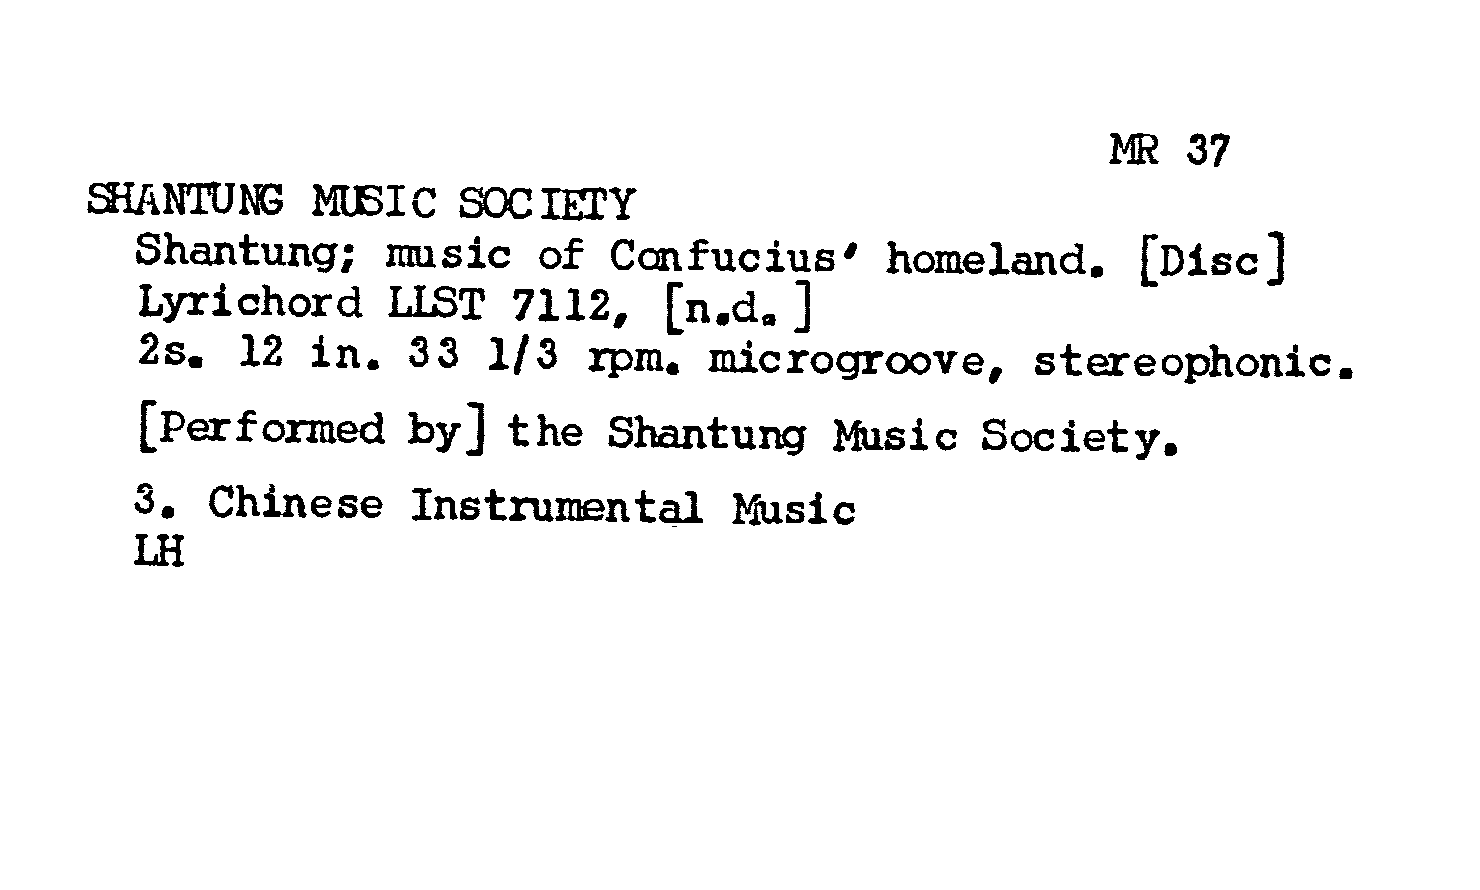 MR 37
SHANTUNG MUSIC SOCIETY
Shantung; music of Confucius' homeland. [Disc]
Lyrichord LLST 7112, [n.d.]
2s. 12 in. 33 1/3 rpm. microgroove, stereophonic.
[Performed by] the Shantung Music Society.
3. Chinese Instrumental Music
LH